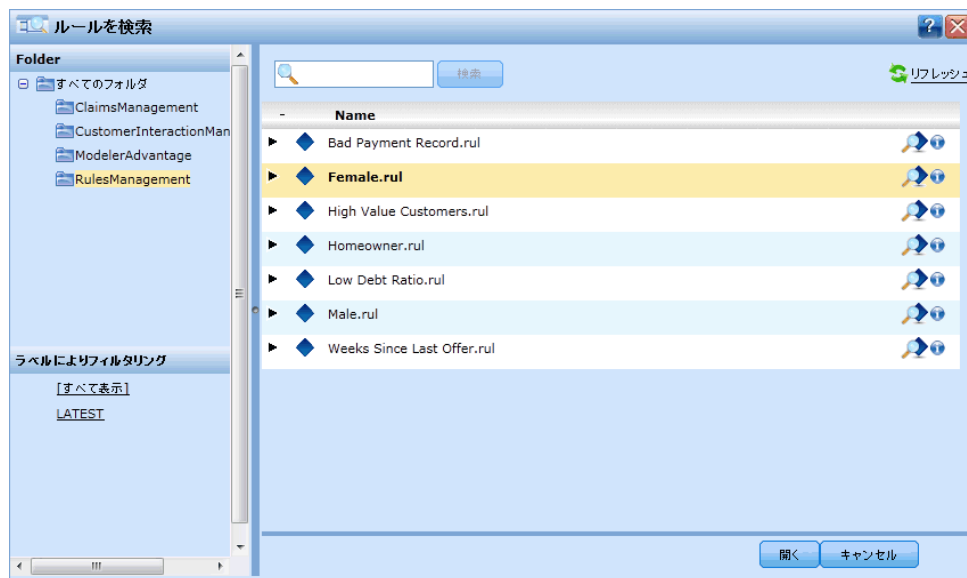 ルールを検索
?
Folder
すべてのフォルダ
ClaimsManagement
CustomerInteractionMan
ModelerAdvantage
RulesManagement
ラベルによりフィルタリング
[すべて表示]
LATEST
検索
リフレッシュ
- Name
Bad Payment Record.rul
Female.rul
High Value Customers.rul
Homeowner.rul
Low Debt Ratio.rul
Male.rul
Weeks Since Last Offer.rul
開く
キャンセル